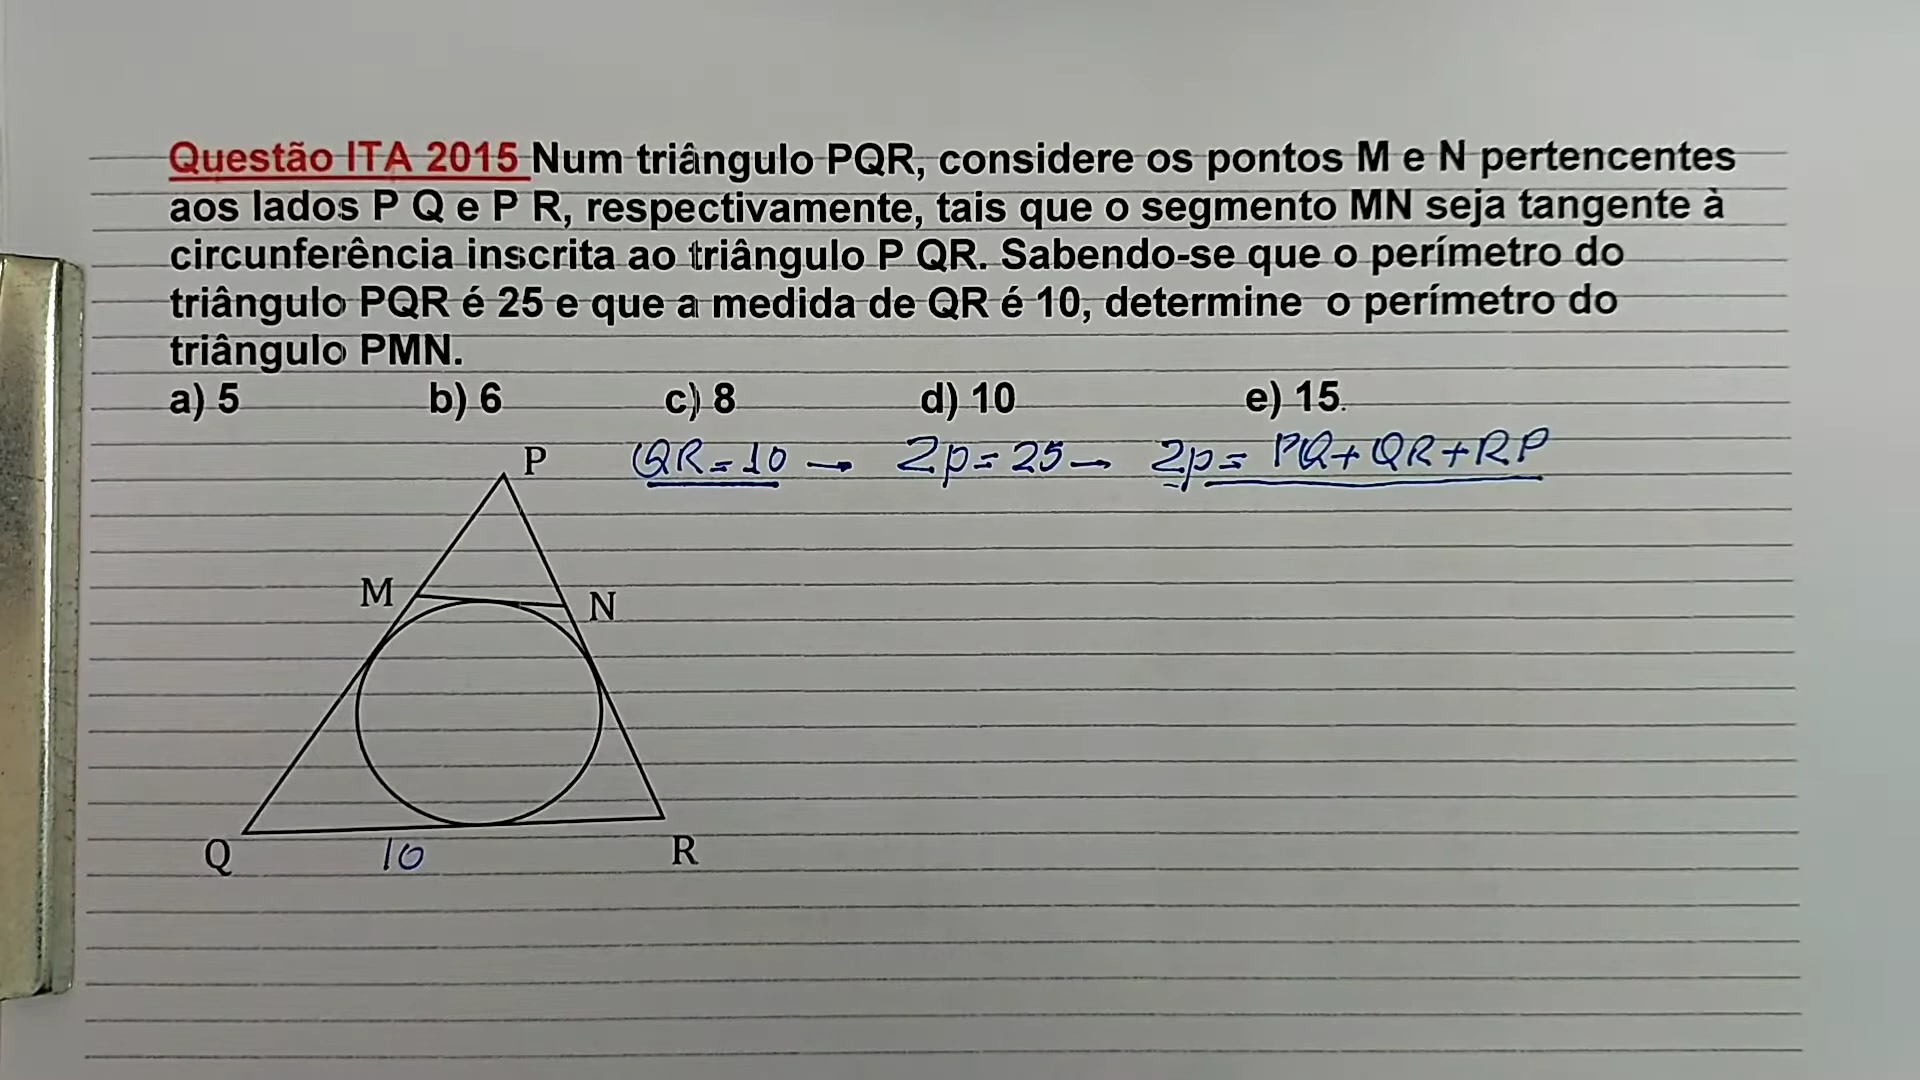 Questão ITA 2015 Num triângulo PQR, considere os pontos M e N pertencentes
aos lados P Q e P R, respectivamente, tais que o segmento MN seja tangente à
circunferência inscrita ao triângulo P QR. Sabendo-se que o perímetro do
triângulo PQR é 25 e que a medida de QR é 10, determine o perímetro do
triângulo PMN.
a) 5 b) 6 c) 8 d) 10 e) 15.
P QR = 10 → 2p = 25 → 2p = PQ + QR + RP
M N
Q 10 R